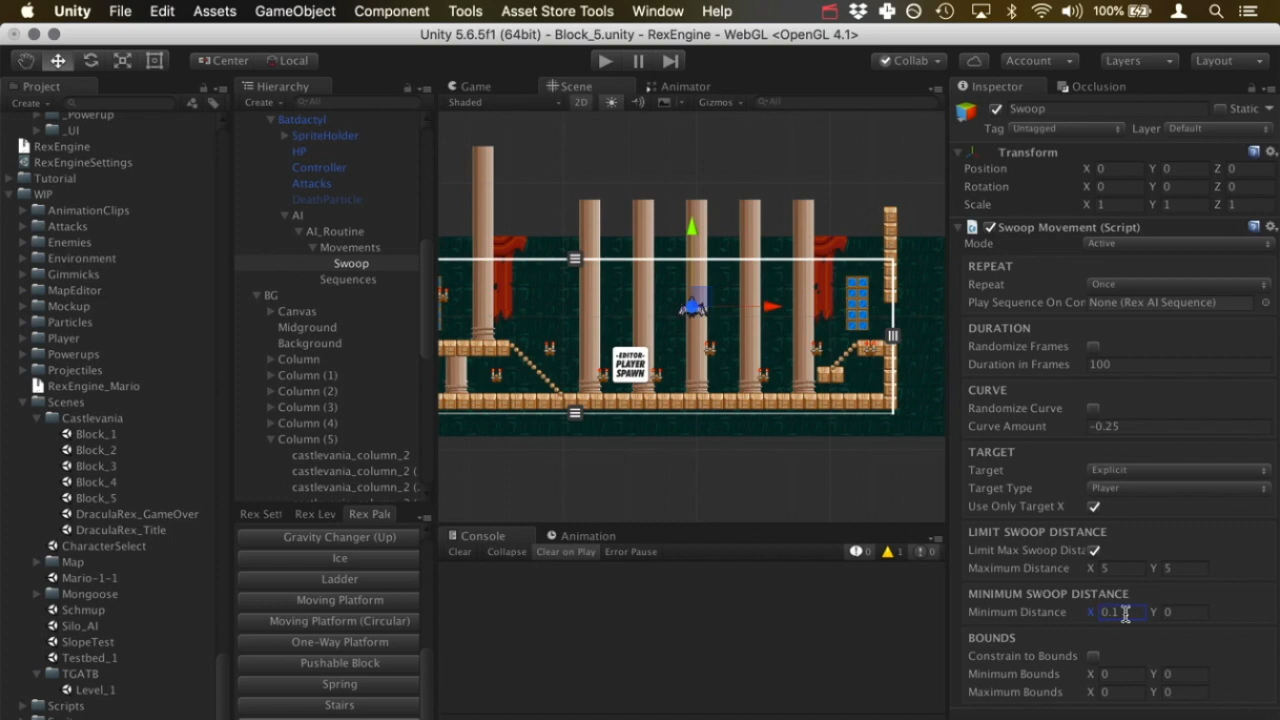 Unity File Edit Assets GameObject Component Tools Asset Store Tools Window Help 100%
Unity 5.6.5f1 (64bit) - Block_5.unity - RexEngine - WebGL <OpenGL 4.1>
Center Local Collab Account Layers Layout
Project
Create
_Powerup
_UI
RexEngine
RexEngineSettings
Tutorial
WIP
AnimationClips
Attacks
Enemies
Environment
Gimmicks
MapEditor
Mockup
Particles
Player
Powerups
Projectiles
RexEngine_Mario
Scenes
Castlevania
Block_1
Block_2
Block_3
Block_4
Block_5
DraculaRex_GameOver
DraculaRex_Title
CharacterSelect
Map
Mario-1-1
Mongoose
Schmup
Silo_AI
SlopeTest
Testbed_1
TGATB
Level_1
Scripts
Hierarchy
Create All
Batdactyl
SpriteHolder
HP
Controller
Attacks
DeathParticle
AI
AI_Routine
Movements
Swoop
Sequences
BG
Canvas
Midground
Background
Column
Column (1)
Column (2)
Column (3)
Column (4)
Column (5)
castlevania_column_2
castlevania_column_2 (
castlevania_column_2 (
Rex Sett Rex Lev Rex Pale
Gravity Changer (Up)
Ice
Ladder
Moving Platform
Moving Platform (Circular)
One-Way Platform
Pushable Block
Spring
Stairs
Game Scene Animator
Shaded 2D Gizmos All
-EDITOR-
PLAYER
SPAWN
Console Animation
Clear Collapse Clear on Play Error Pause 0 1 0
Inspector Occlusion
Swoop Static
Tag Untagged Layer Default
Transform
Position X 0 Y 0 Z 0
Rotation X 0 Y 0 Z 0
Scale X 1 Y 1 Z 1
Swoop Movement (Script)
Mode Active
REPEAT
Repeat Once
Play Sequence On Con None (Rex AI Sequence)
DURATION
Randomize Frames
Duration in Frames 100
CURVE
Randomize Curve
Curve Amount -0.25
TARGET
Target Explicit
Target Type Player
Use Only Target X
LIMIT SWOOP DISTANCE
Limit Max Swoop Dista
Maximum Distance X 5 Y 5
MINIMUM SWOOP DISTANCE
Minimum Distance X 0.1 Y 0
BOUNDS
Constrain to Bounds
Minimum Bounds X 0 Y 0
Maximum Bounds X 0 Y 0